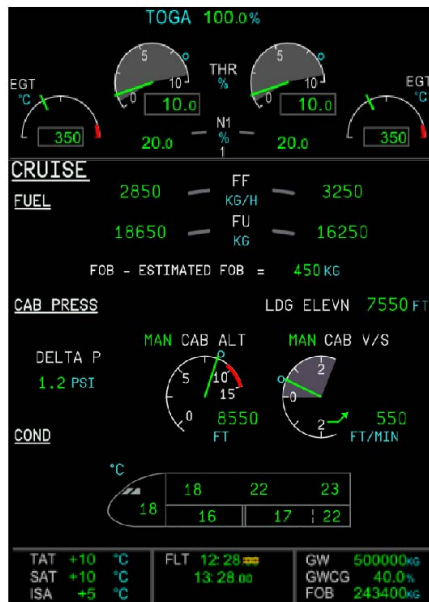 TOGA 100.0%
5 5
EGT THR EGT
°C % °C
0 10 0 10
10.0 10.0
350 N1 350
20.0 % 20.0
1
CRUISE
FUEL
2850 FF 3250
KG/H
18650 FU 16250
KG
FOB - ESTIMATED FOB = 450 KG
CAB PRESS LDG ELEVN 7550 FT
MAN CAB ALT MAN CAB V/S
DELTA P
1.2 PSI
5 10 15 0
2 0 2
8550 550
FT FT/MIN
COND
°C
18 22 23
18 16 17 22
TAT +10 °C FLT 12:28 GW 500000KG
SAT +10 °C 13:28:00 GWCG 40.0%
ISA +5 °C FOB 243400KG